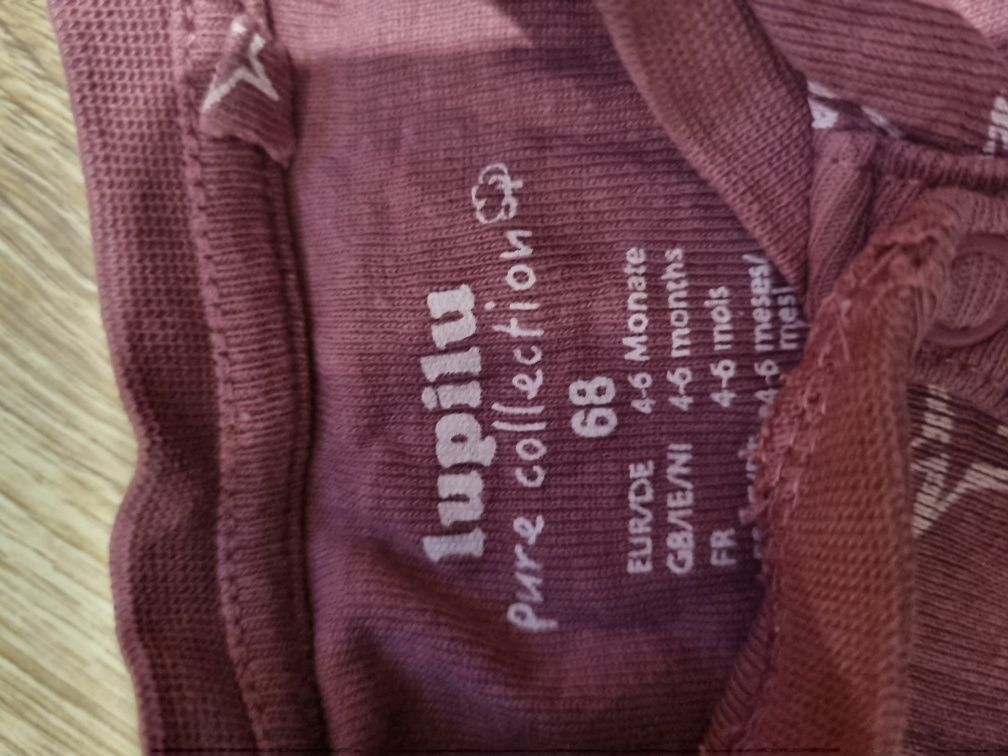 lupilu
pure collection
68
EUR/DE 4-6 Monate
GB/IE/NI 4-6 months
FR 4-6 mois
4-6 meses/
mesi